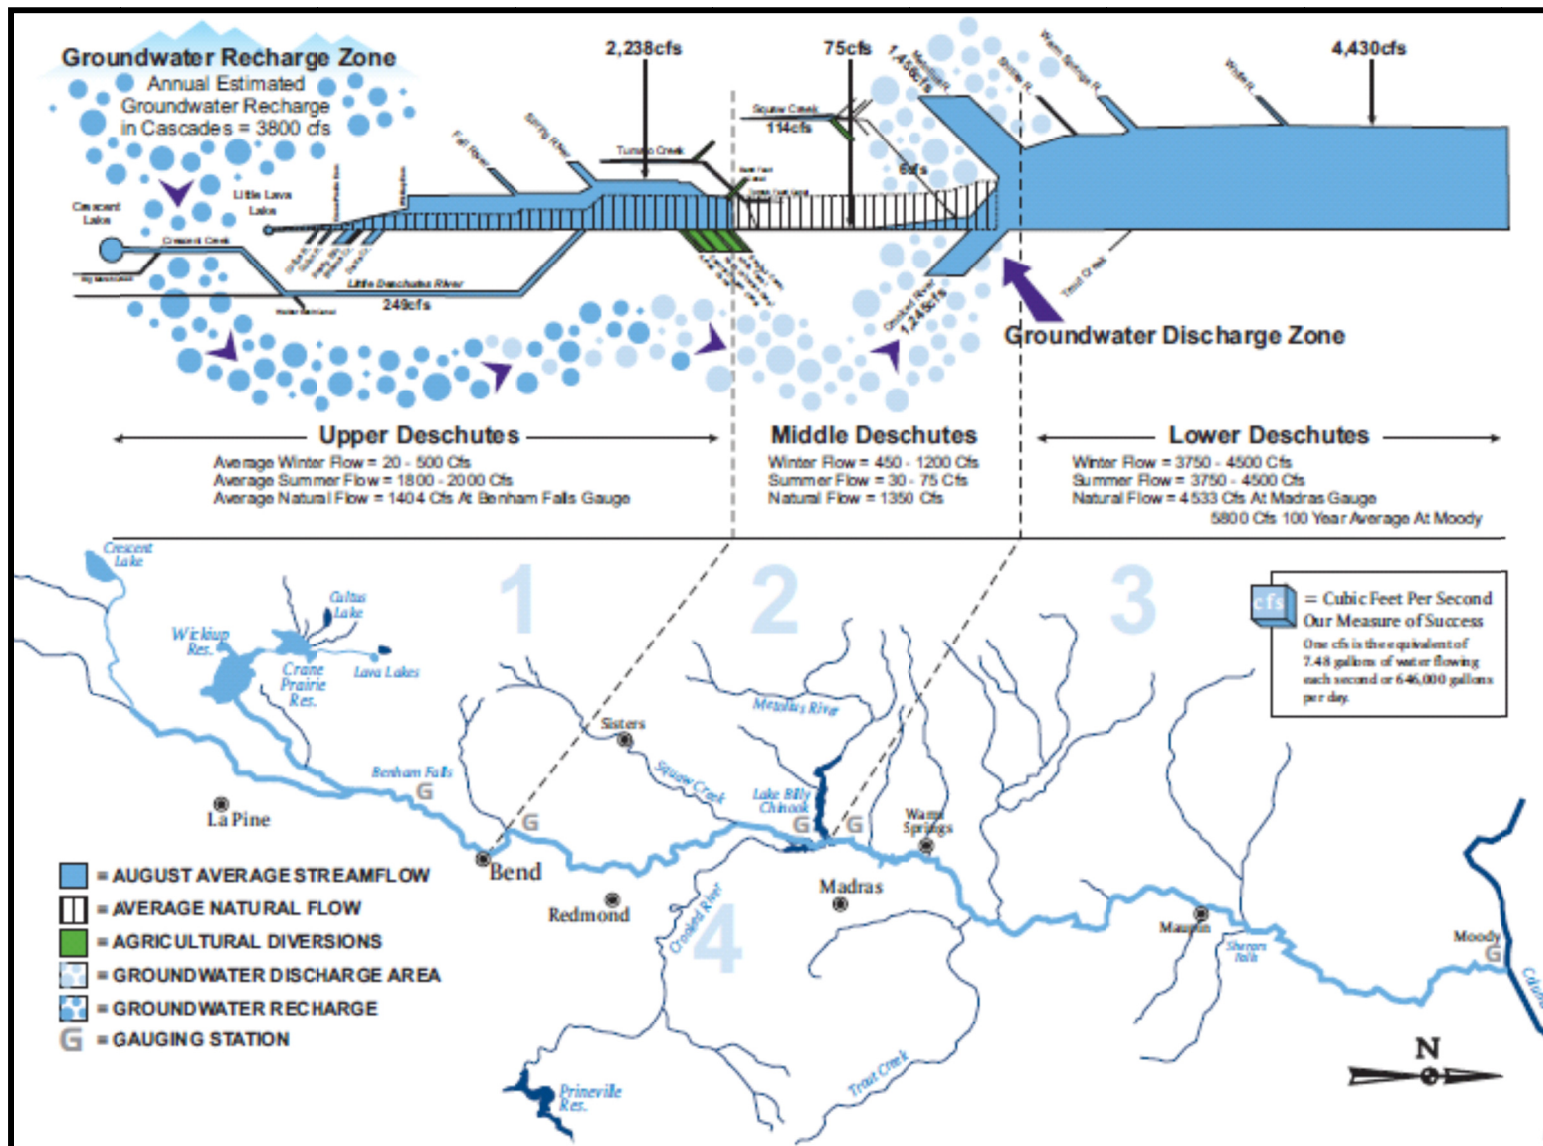 Groundwater Recharge Zone
Annual Estimated
Groundwater Recharge
in Cascades = 3800 cfs
2,238cfs
75cfs
4,430cfs
1,456cfs
Metolius R.
Shitike R.
Warm Springs R.
White R.
Squaw Creek
114cfs
6cfs
Fall River
Spring River
Tumalo Creek
Crescent
Lake
Little Lava
Lake
Crescent Creek
Little Deschutes River
249cfs
Crooked River
1,245cfs
Trout Creek
Groundwater Discharge Zone
Upper Deschutes
Average Winter Flow = 20 - 500 Cfs
Average Summer Flow = 1800 - 2000 Cfs
Average Natural Flow = 1404 Cfs At Benham Falls Gauge
Middle Deschutes
Winter Flow = 450 - 1200 Cfs
Summer Flow = 30 - 75 Cfs
Natural Flow = 1350 Cfs
Lower Deschutes
Winter Flow = 3750 - 4500 Cfs
Summer Flow = 3750 - 4500 Cfs
Natural Flow = 4533 Cfs At Madras Gauge
5800 Cfs 100 Year Average At Moody
1
2
3
4
cfs
= Cubic Feet Per Second
Our Measure of Success
One cfs is the equivalent of
7.48 gallons of water flowing
each second or 646,000 gallons
per day.
Crescent
Lake
Wickiup
Res.
Cultus
Lake
Crane
Prairie
Res.
Lava Lakes
La Pine
Benham Falls
G
Bend
G
Sisters
Squaw Creek
Redmond
Metolius River
Lake Billy
Chinook
G
G
Warm
Springs
Madras
Crooked River
Prineville
Res.
Trout Creek
Maupin
Sherars
Falls
Moody
G
= AUGUST AVERAGE STREAMFLOW
= AVERAGE NATURAL FLOW
= AGRICULTURAL DIVERSIONS
= GROUNDWATER DISCHARGE AREA
= GROUNDWATER RECHARGE
G = GAUGING STATION
N